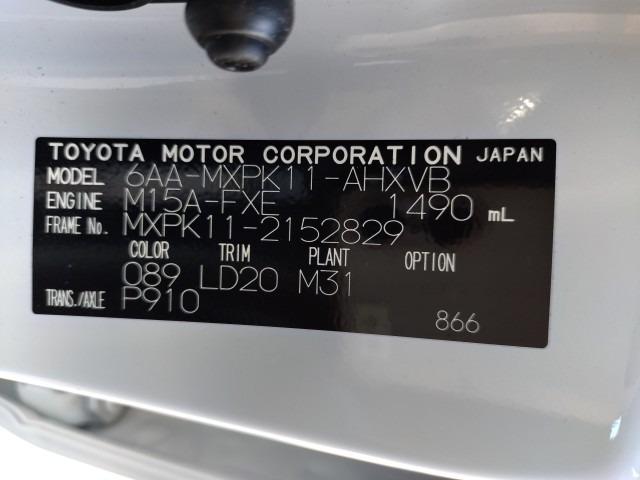 TOYOTA MOTOR CORPORATION JAPAN
MODEL 6AA-MXPK11-AHXVB
ENGINE M15A-FXE 1490 mL
FRAME No. MXPK11-2152829
COLOR TRIM PLANT OPTION
089 LD20 M31
TRANS./AXLE P910
866